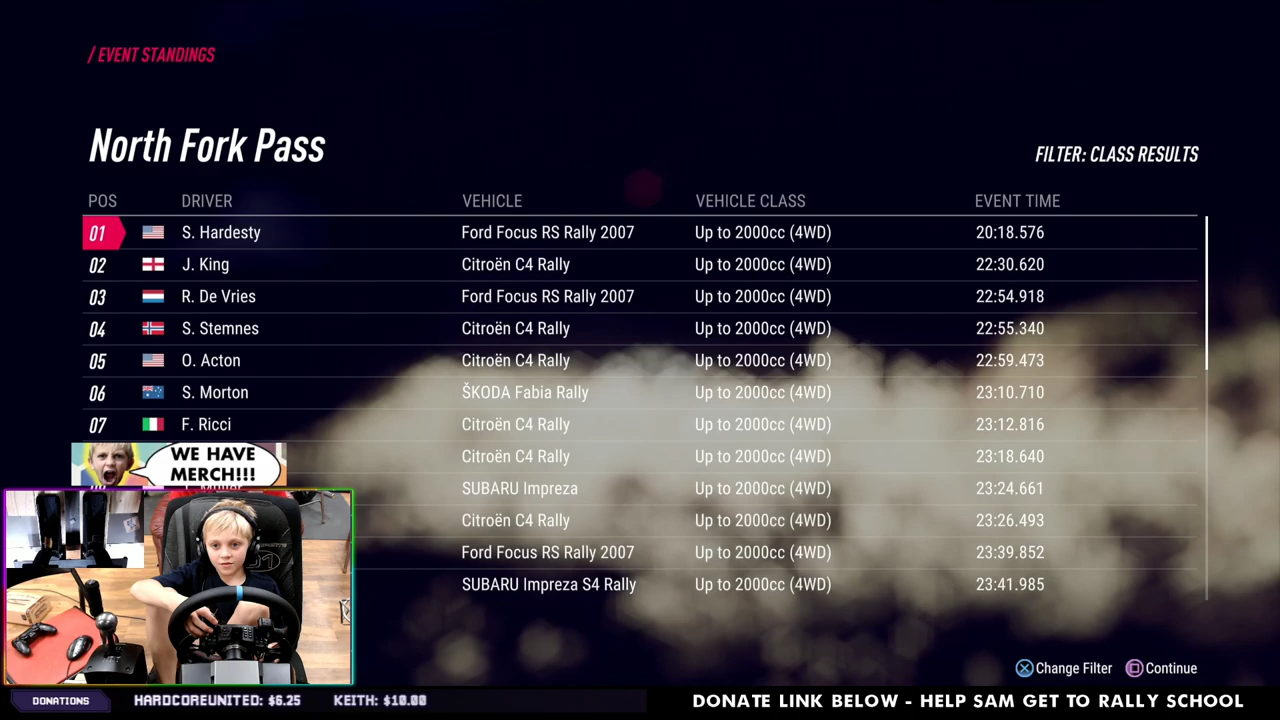 / EVENT STANDINGS
North Fork Pass
FILTER: CLASS RESULTS
POS DRIVER VEHICLE VEHICLE CLASS EVENT TIME
01 S. Hardesty Ford Focus RS Rally 2007 Up to 2000cc (4WD) 20:18.576
02 J. King Citroën C4 Rally Up to 2000cc (4WD) 22:30.620
03 R. De Vries Ford Focus RS Rally 2007 Up to 2000cc (4WD) 22:54.918
04 S. Stemnes Citroën C4 Rally Up to 2000cc (4WD) 22:55.340
05 O. Acton Citroën C4 Rally Up to 2000cc (4WD) 22:59.473
06 S. Morton ŠKODA Fabia Rally Up to 2000cc (4WD) 23:10.710
07 F. Ricci Citroën C4 Rally Up to 2000cc (4WD) 23:12.816
Citroën C4 Rally Up to 2000cc (4WD) 23:18.640
SUBARU Impreza Up to 2000cc (4WD) 23:24.661
Citroën C4 Rally Up to 2000cc (4WD) 23:26.493
Ford Focus RS Rally 2007 Up to 2000cc (4WD) 23:39.852
SUBARU Impreza S4 Rally Up to 2000cc (4WD) 23:41.985
WE HAVE
MERCH!!!
Change Filter Continue
DONATIONS HARDCOREUNITED: $6.25 KEITH: $10.00 DONATE LINK BELOW - HELP SAM GET TO RALLY SCHOOL